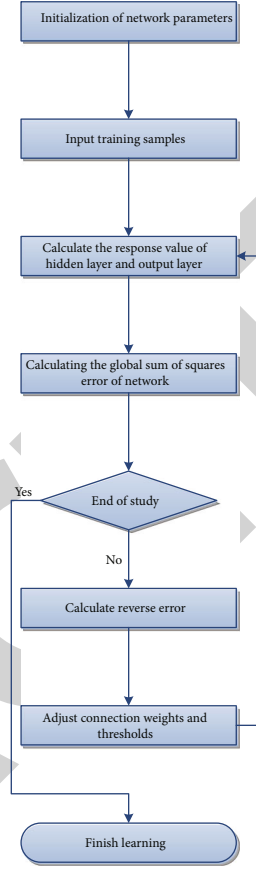 Initialization of network parameters
Input training samples
Calculate the response value of
hidden layer and output layer
Calculating the global sum of squares
error of network
Yes
End of study
No
Calculate reverse error
Adjust connection weights and
thresholds
Finish learning